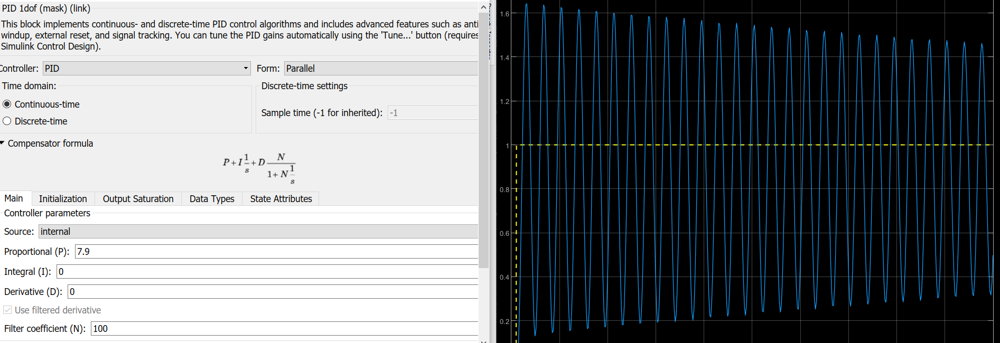 PID 1dof (mask) (link)
This block implements continuous- and discrete-time PID control algorithms and includes advanced features such as anti
windup, external reset, and signal tracking. You can tune the PID gains automatically using the 'Tune...' button (requires
Simulink Control Design).
Controller: PID Form: Parallel
Time domain: Discrete-time settings
Continuous-time
Sample time (-1 for inherited): -1
Discrete-time
Compensator formula
P + I 1/s + D N / (1 + N 1/s)
Main Initialization Output Saturation Data Types State Attributes
Controller parameters
Source: internal
Proportional (P): 7.9
Integral (I): 0
Derivative (D): 0
Use filtered derivative
Filter coefficient (N): 100
1.6
1.4
1.2
1
0.8
0.6
0.4
0.2